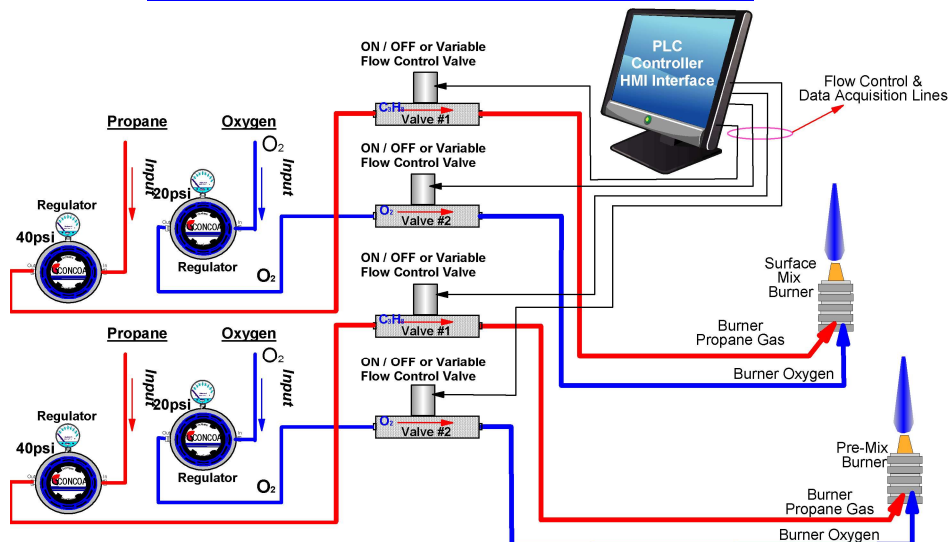 ON / OFF or Variable
Flow Control Valve
PLC
Controller
HMI Interface
Flow Control &
Data Acquisition Lines
C₃H₈
Valve #1
Propane
Oxygen
O₂
Input
Input
ON / OFF or Variable
Flow Control Valve
20psi
Regulator
40psi
O₂
Valve #2
CONCOA
Regulator
CONCOA
O₂
ON / OFF or Variable
Flow Control Valve
Surface
Mix
Burner
C₃H₈
Valve #1
Burner
Propane Gas
Burner Oxygen
Propane
Oxygen
O₂
Input
Input
ON / OFF or Variable
Flow Control Valve
20psi
Regulator
40psi
O₂
Valve #2
CONCOA
Regulator
CONCOA
O₂
Pre-Mix
Burner
Burner
Propane Gas
Burner Oxygen